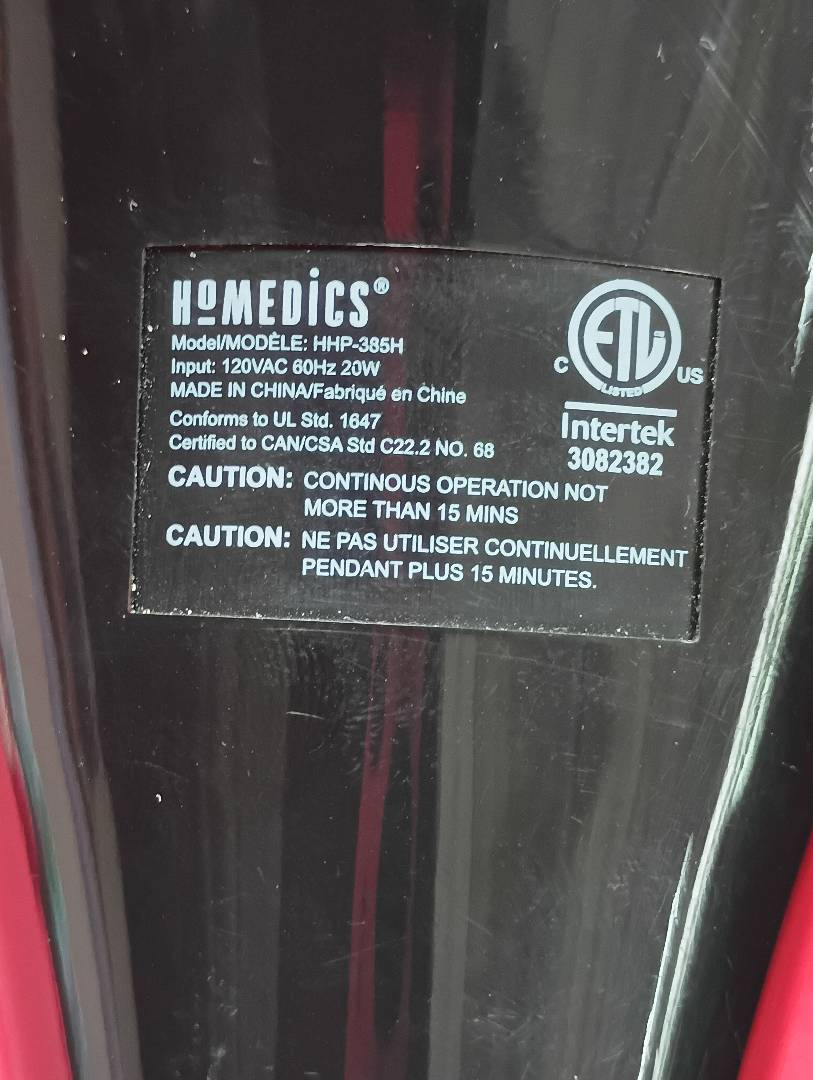 HoMEDiCS®
Model/MODÈLE: HHP-385H
Input: 120VAC 60Hz 20W
MADE IN CHINA/Fabriqué en Chine
Conforms to UL Std. 1647
Certified to CAN/CSA Std C22.2 NO. 68
ETL
LISTED
C US
Intertek
3082382
CAUTION: CONTINOUS OPERATION NOT
MORE THAN 15 MINS
CAUTION: NE PAS UTILISER CONTINUELLEMENT
PENDANT PLUS 15 MINUTES.